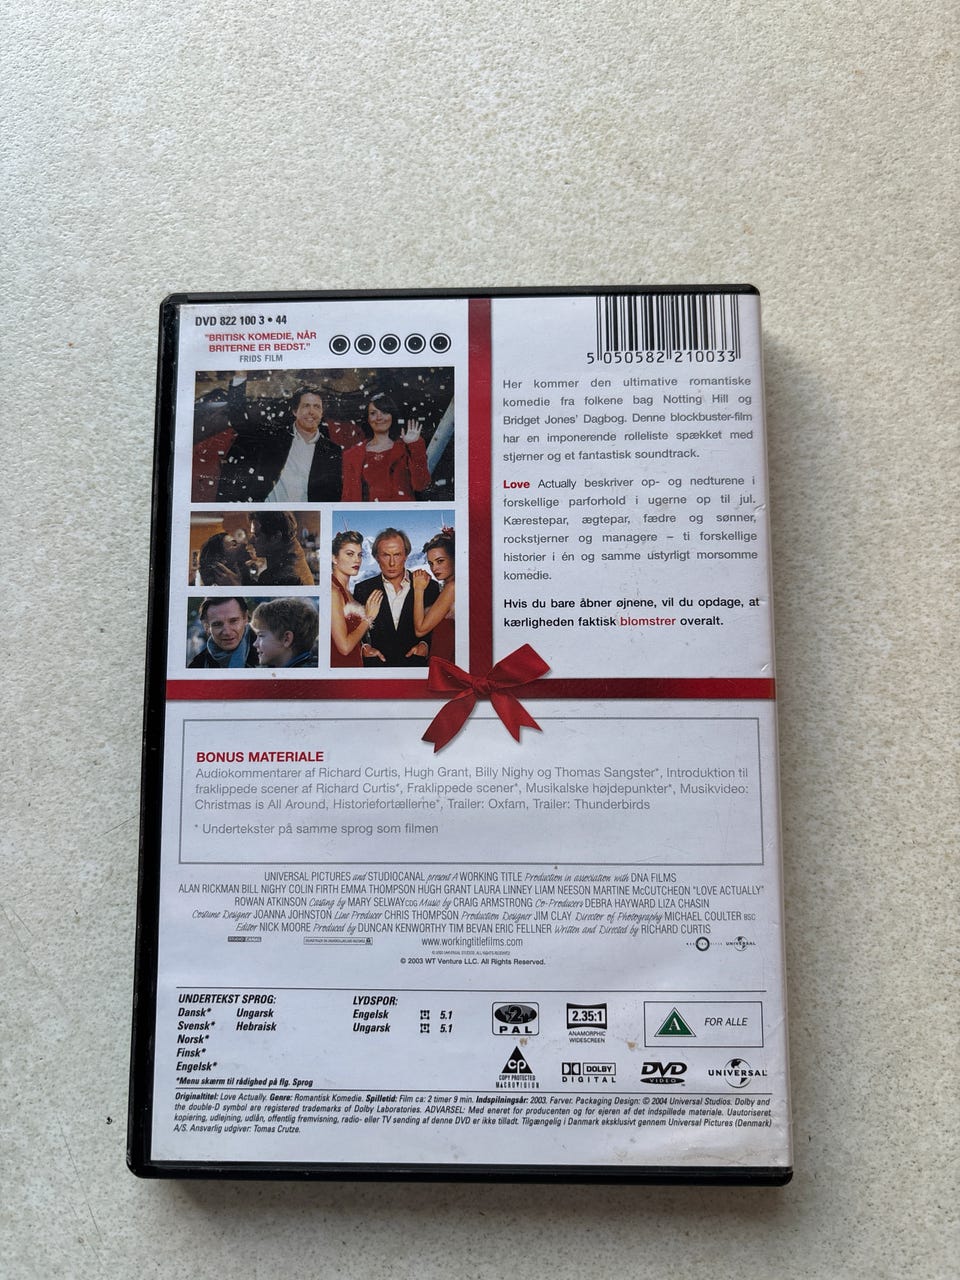 DVD 822 100 3 • 44
"BRITISK KOMEDIE, NÅR
BRITERNE ER BEDST."
FRIDS FILM
5 050582 210033
Her kommer den ultimative romantiske
komedie fra folkene bag Notting Hill og
Bridget Jones' Dagbog. Denne blockbuster-film
har en imponerende rolleliste spækket med
stjerner og et fantastisk soundtrack.
Love Actually beskriver op- og nedturene i
forskellige parforhold i ugerne op til jul.
Kærestepar, ægtepar, fædre og sønner,
rockstjerner og managere – ti forskellige
historier i én og samme ustyrligt morsomme
komedie.
Hvis du bare åbner øjnene, vil du opdage, at
kærligheden faktisk blomstrer overalt.
BONUS MATERIALE
Audiokommentarer af Richard Curtis, Hugh Grant, Billy Nighy og Thomas Sangster*, Introduktion til
fraklippede scener af Richard Curtis*, Fraklippede scener*, Musikalske højdepunkter*, Musikvideo:
Christmas is All Around, Historiefortællerne*, Trailer: Oxfam, Trailer: Thunderbirds
* Undertekster på samme sprog som filmen
UNIVERSAL PICTURES and STUDIOCANAL present A WORKING TITLE Production in association with DNA FILMS
ALAN RICKMAN BILL NIGHY COLIN FIRTH EMMA THOMPSON HUGH GRANT LAURA LINNEY LIAM NEESON MARTINE McCUTCHEON "LOVE ACTUALLY"
ROWAN ATKINSON Casting by MARY SELWAY CDG Music by CRAIG ARMSTRONG Co-Producers DEBRA HAYWARD LIZA CHASIN
Costume Designer JOANNA JOHNSTON Line Producer CHRIS THOMPSON Production Designer JIM CLAY Director of Photography MICHAEL COULTER BSC
Editor NICK MOORE Produced by DUNCAN KENWORTHY TIM BEVAN ERIC FELLNER Written and Directed by RICHARD CURTIS
STUDIO CANAL www.workingtitlefilms.com UNIVERSAL
© 2003 WT Venture LLC. All Rights Reserved.
UNDERTEKST SPROG:
Dansk* Ungarsk
Svensk* Hebraisk
Norsk*
Finsk*
Engelsk*
*Menu skærm til rådighed på flg. Sprog
LYDSPOR:
Engelsk 5.1
Ungarsk 5.1
2
PAL
2.35:1
ANAMORPHIC
WIDESCREEN
A FOR ALLE
CP
COPY PROTECTED
MACROVISION
DOLBY
DIGITAL
DVD
VIDEO
UNIVERSAL
Originaltitel: Love Actually. Genre: Romantisk Komedie. Spilletid: Film ca: 2 timer 9 min. Indspilningsår: 2003. Farver. Packaging Design: © 2004 Universal Studios. Dolby and
the double-D symbol are registered trademarks of Dolby Laboratories. ADVARSEL: Med eneret for producenten og for ejeren af det indspillede materiale. Uautoriseret
kopiering, udlejning, udlån, offentlig fremvisning, radio- eller TV sending af denne DVD er ikke tilladt. Tilgængelig i Danmark eksklusivt gennem Universal Pictures (Denmark)
A/S. Ansvarlig udgiver: Tomas Crutze.